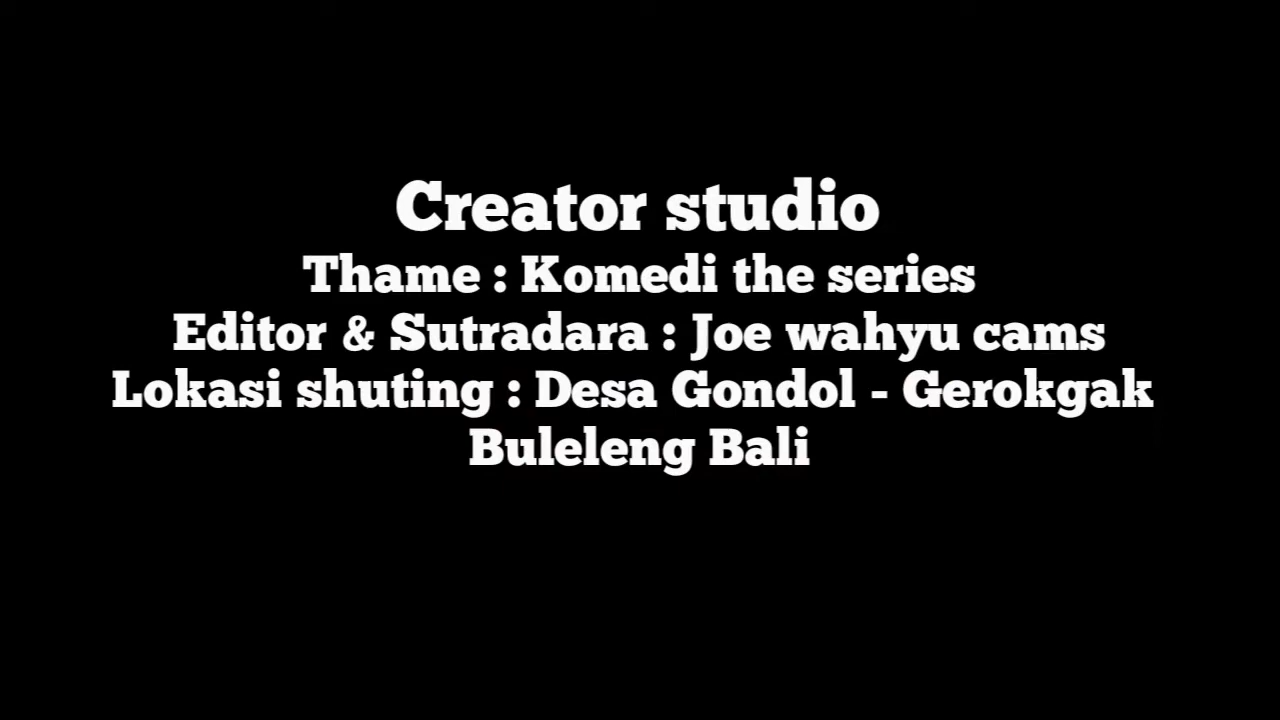 Creator studio
Thame : Komedi the series
Editor & Sutradara : Joe wahyu cams
Lokasi shuting : Desa Gondol - Gerokgak
Buleleng Bali